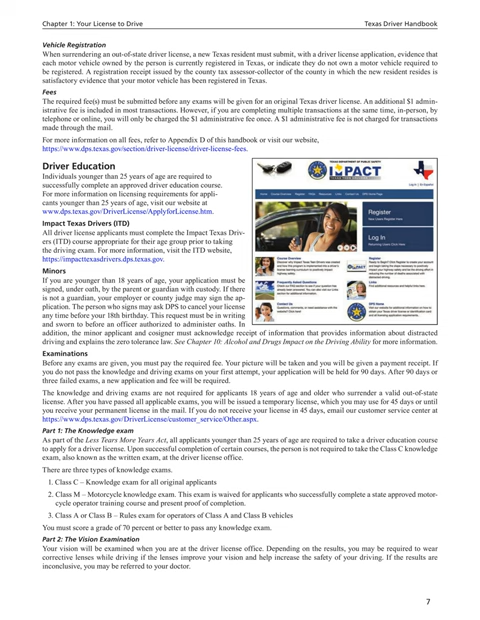 Chapter 1: Your License to Drive
Texas Driver Handbook
Vehicle Registration
When surrendering an out-of-state driver license, a new Texas resident must submit, with a driver license application, evidence that
each motor vehicle owned by the person is currently registered in Texas, or indicate they do not own a motor vehicle required to
be registered. A registration receipt issued by the county tax assessor-collector of the county in which the new resident resides is
satisfactory evidence that your motor vehicle has been registered in Texas.
Fees
The required fee(s) must be submitted before any exams will be given for an original Texas driver license. An additional $1 admin-
istrative fee is included in most transactions. However, if you are completing multiple transactions at the same time, in-person, by
telephone or online, you will only be charged the $1 administrative fee once. A $1 administrative fee is not charged for transactions
made through the mail.
For more information on all fees, refer to Appendix D of this handbook or visit our website,
https://www.dps.texas.gov/section/driver-license/driver-license-fees.
Driver Education
Individuals younger than 25 years of age are required to
successfully complete an approved driver education course.
For more information on licensing requirements for appli-
cants younger than 25 years of age, visit our website at
www.dps.texas.gov/DriverLicense/ApplyforLicense.htm.
Impact Texas Drivers (ITD)
All driver license applicants must complete the Impact Texas Driv-
ers (ITD) course appropriate for their age group prior to taking
the driving exam. For more information, visit the ITD website,
https://impacttexasdrivers.dps.texas.gov.
Minors
If you are younger than 18 years of age, your application must be
signed, under oath, by the parent or guardian with custody. If there
is not a guardian, your employer or county judge may sign the ap-
plication. The person who signs may ask DPS to cancel your license
any time before your 18th birthday. This request must be in writing
and sworn to before an officer authorized to administer oaths. In
addition, the minor applicant and cosigner must acknowledge receipt of information that provides information about distracted
driving and explains the zero tolerance law. See Chapter 10: Alcohol and Drugs Impact on the Driving Ability for more information.
TEXAS DEPARTMENT OF PUBLIC SAFETY
IMPACT
Log In | En Español
Register
New Users Register Here
Log In
Returning Users Click Here
Course Overview
Register
Frequently Asked Questions
Links
Contact Us
DPS Home
Examinations
Before any exams are given, you must pay the required fee. Your picture will be taken and you will be given a payment receipt. If
you do not pass the knowledge and driving exams on your first attempt, your application will be held for 90 days. After 90 days or
three failed exams, a new application and fee will be required.
The knowledge and driving exams are not required for applicants 18 years of age and older who surrender a valid out-of-state
license. After you have passed all applicable exams, you will be issued a temporary license, which you may use for 45 days or until
you receive your permanent license in the mail. If you do not receive your license in 45 days, email our customer service center at
https://www.dps.texas.gov/DriverLicense/customer_service/Other.aspx.
Part 1: The Knowledge exam
As part of the Less Tears More Years Act, all applicants younger than 25 years of age are required to take a driver education course
to apply for a driver license. Upon successful completion of certain courses, the person is not required to take the Class C knowledge
exam, also known as the written exam, at the driver license office.
There are three types of knowledge exams.
1. Class C – Knowledge exam for all original applicants
2. Class M – Motorcycle knowledge exam. This exam is waived for applicants who successfully complete a state approved motor-
cycle operator training course and present proof of completion.
3. Class A or Class B – Rules exam for operators of Class A and Class B vehicles
You must score a grade of 70 percent or better to pass any knowledge exam.
Part 2: The Vision Examination
Your vision will be examined when you are at the driver license office. Depending on the results, you may be required to wear
corrective lenses while driving if the lenses improve your vision and help increase the safety of your driving. If the results are
inconclusive, you may be referred to your doctor.
7